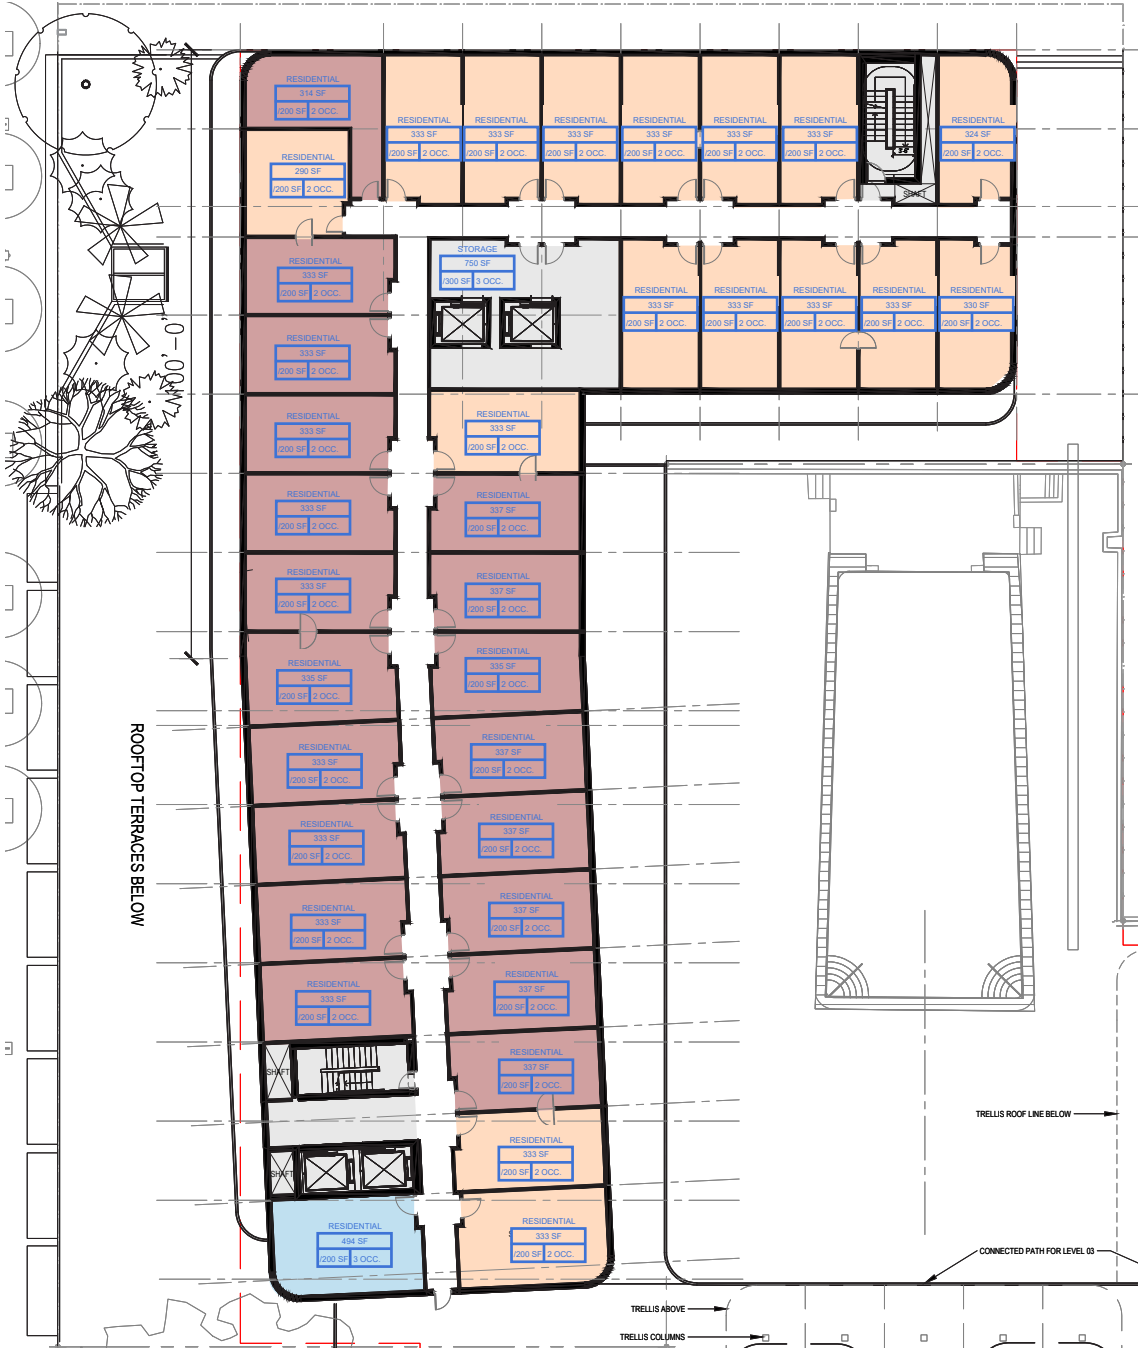 RESIDENTIAL
314 SF
/200 SF 2 OCC.
RESIDENTIAL
333 SF
/200 SF 2 OCC.
RESIDENTIAL
333 SF
/200 SF 2 OCC.
RESIDENTIAL
333 SF
/200 SF 2 OCC.
RESIDENTIAL
333 SF
/200 SF 2 OCC.
RESIDENTIAL
333 SF
/200 SF 2 OCC.
RESIDENTIAL
333 SF
/200 SF 2 OCC.
RESIDENTIAL
324 SF
/200 SF 2 OCC.
RESIDENTIAL
290 SF
/200 SF 2 OCC.
SHAFT
STORAGE
750 SF
/300 SF 3 OCC.
RESIDENTIAL
333 SF
/200 SF 2 OCC.
RESIDENTIAL
333 SF
/200 SF 2 OCC.
RESIDENTIAL
333 SF
/200 SF 2 OCC.
RESIDENTIAL
333 SF
/200 SF 2 OCC.
RESIDENTIAL
333 SF
/200 SF 2 OCC.
RESIDENTIAL
330 SF
/200 SF 2 OCC.
RESIDENTIAL
333 SF
/200 SF 2 OCC.
RESIDENTIAL
333 SF
/200 SF 2 OCC.
RESIDENTIAL
333 SF
/200 SF 2 OCC.
RESIDENTIAL
333 SF
/200 SF 2 OCC.
RESIDENTIAL
337 SF
/200 SF 2 OCC.
RESIDENTIAL
333 SF
/200 SF 2 OCC.
RESIDENTIAL
337 SF
/200 SF 2 OCC.
RESIDENTIAL
335 SF
/200 SF 2 OCC.
RESIDENTIAL
335 SF
/200 SF 2 OCC.
ROOFTOP TERRACES BELOW
RESIDENTIAL
333 SF
/200 SF 2 OCC.
RESIDENTIAL
337 SF
/200 SF 2 OCC.
RESIDENTIAL
333 SF
/200 SF 2 OCC.
RESIDENTIAL
337 SF
/200 SF 2 OCC.
RESIDENTIAL
333 SF
/200 SF 2 OCC.
RESIDENTIAL
337 SF
/200 SF 2 OCC.
RESIDENTIAL
333 SF
/200 SF 2 OCC.
RESIDENTIAL
337 SF
/200 SF 2 OCC.
SHAFT
RESIDENTIAL
337 SF
/200 SF 2 OCC.
TRELLIS ROOF LINE BELOW
SHAFT
RESIDENTIAL
333 SF
/200 SF 2 OCC.
RESIDENTIAL
494 SF
/200 SF 3 OCC.
RESIDENTIAL
333 SF
/200 SF 2 OCC.
CONNECTED PATH FOR LEVEL 03
TRELLIS ABOVE
TRELLIS COLUMNS